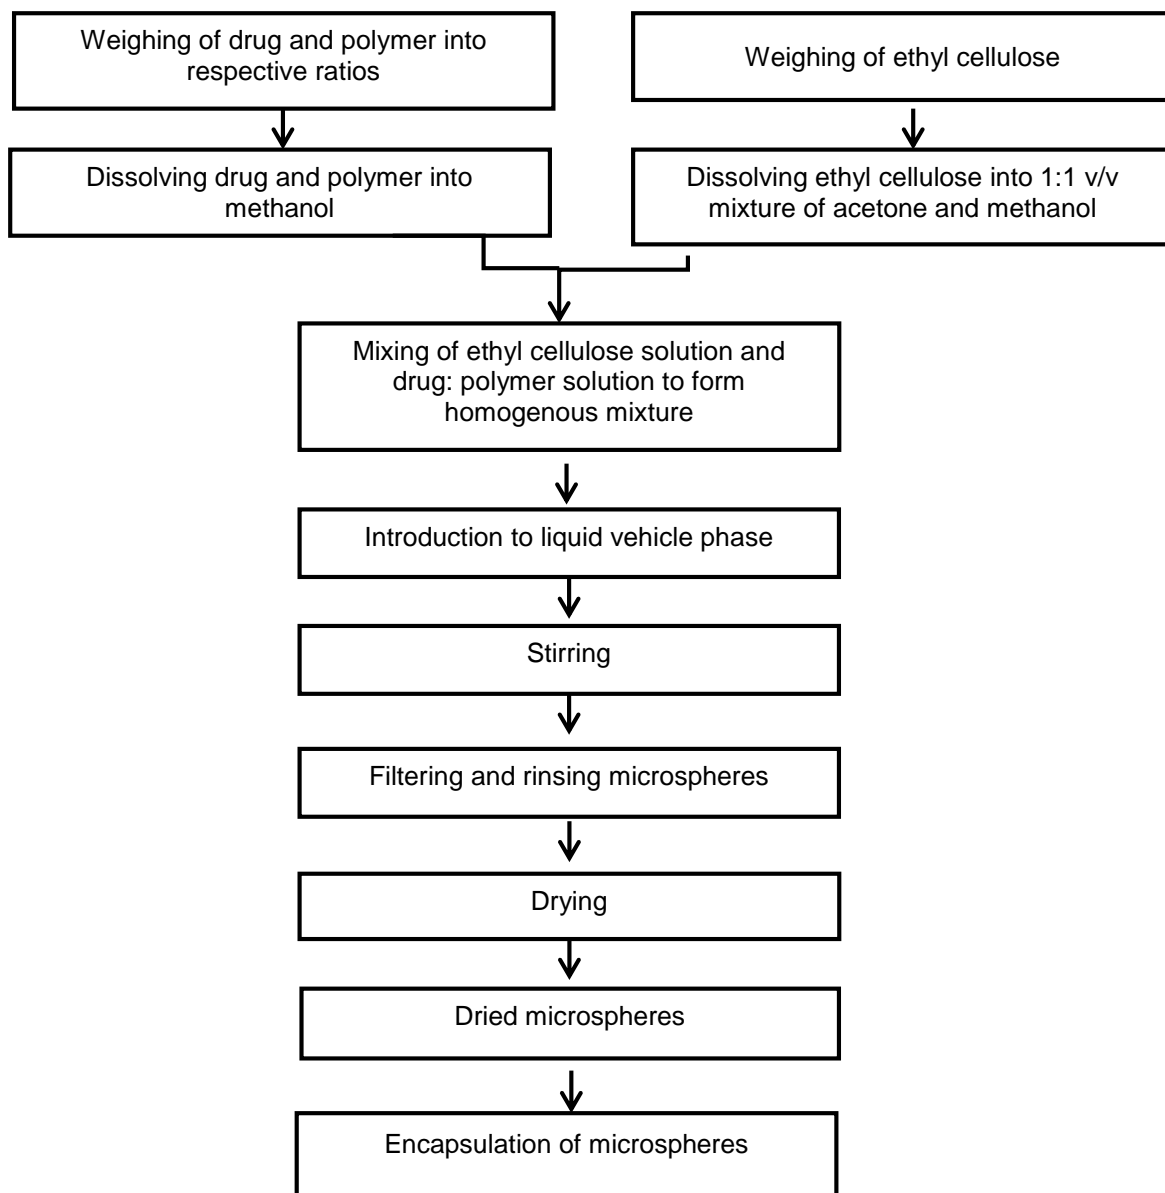 Weighing of drug and polymer into
respective ratios
Weighing of ethyl cellulose
Dissolving drug and polymer into
methanol
Dissolving ethyl cellulose into 1:1 v/v
mixture of acetone and methanol
Mixing of ethyl cellulose solution and
drug: polymer solution to form
homogenous mixture
Introduction to liquid vehicle phase
Stirring
Filtering and rinsing microspheres
Drying
Dried microspheres
Encapsulation of microspheres